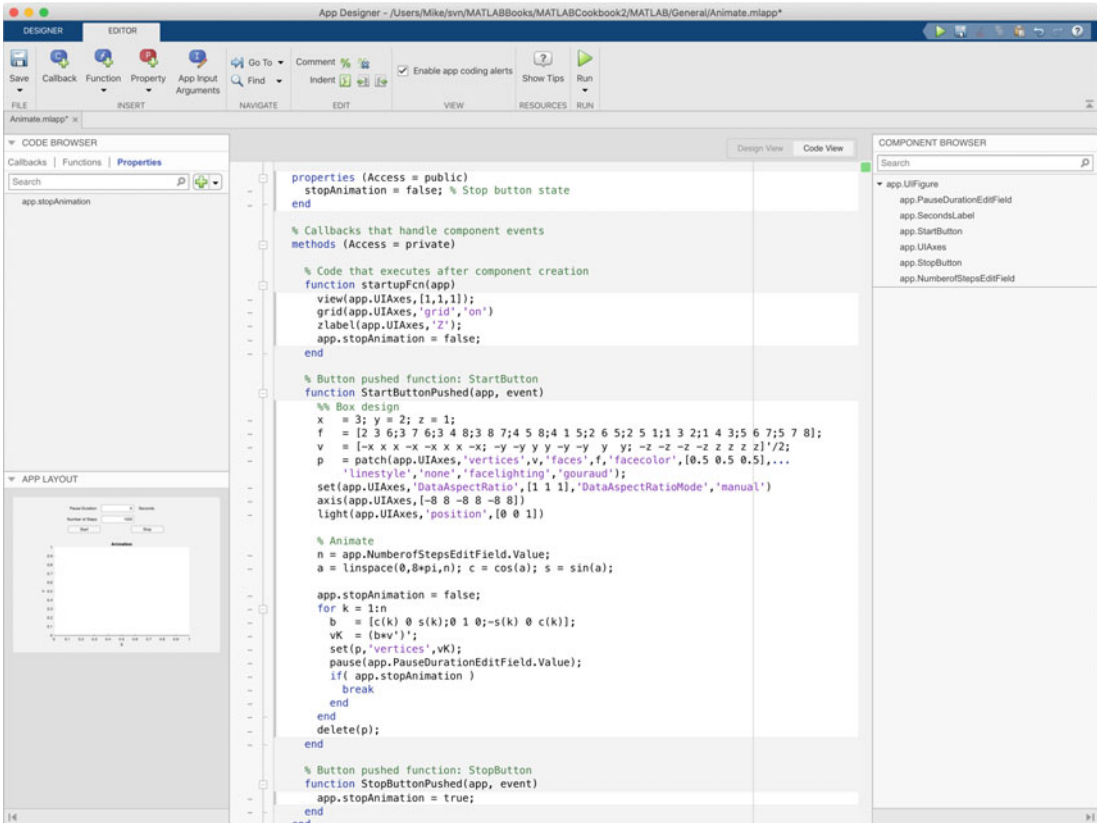 App Designer - /Users/Mike/svn/MATLABBooks/MATLABCookbook2/MATLAB/General/Animate.mlapp*
DESIGNER EDITOR
Save Callback Function Property App Input Arguments
Go To
Find
Comment
Indent
Enable app coding alerts
Show Tips
Run
FILE INSERT NAVIGATE EDIT VIEW RESOURCES RUN
Animate.mlapp* ×
CODE BROWSER
Callbacks | Functions | Properties
Search
app.stopAnimation
APP LAYOUT
Pause Duration Seconds
Number of Steps 1000
Start Stop
Animation
Design View Code View
properties (Access = public)
stopAnimation = false; % Stop button state
end
% Callbacks that handle component events
methods (Access = private)
% Code that executes after component creation
function startupFcn(app)
view(app.UIAxes,[1,1,1]);
grid(app.UIAxes,'grid','on')
zlabel(app.UIAxes,'Z');
app.stopAnimation = false;
end
% Button pushed function: StartButton
function StartButtonPushed(app, event)
%% Box design
x = 3; y = 2; z = 1;
f = [2 3 6;3 7 6;3 4 8;3 8 7;4 5 8;4 1 5;2 6 5;2 5 1;1 3 2;1 4 3;5 6 7;5 7 8];
v = [-x x x -x -x x x -x; -y -y y y -y -y y y; -z -z -z -z z z z z]'/2;
p = patch(app.UIAxes,'vertices',v,'faces',f,'facecolor',[0.5 0.5 0.5],...
'linestyle','none','facelighting','gouraud');
set(app.UIAxes,'DataAspectRatio',[1 1 1],'DataAspectRatioMode','manual')
axis(app.UIAxes,[-8 8 -8 8 -8 8])
light(app.UIAxes,'position',[0 0 1])
% Animate
n = app.NumberofStepsEditField.Value;
a = linspace(0,8*pi,n); c = cos(a); s = sin(a);
app.stopAnimation = false;
for k = 1:n
b = [c(k) 0 s(k);0 1 0;-s(k) 0 c(k)];
vK = (b*v')';
set(p,'vertices',vK);
pause(app.PauseDurationEditField.Value);
if( app.stopAnimation )
break
end
end
delete(p);
end
% Button pushed function: StopButton
function StopButtonPushed(app, event)
app.stopAnimation = true;
end
end
COMPONENT BROWSER
Search
app.UIFigure
app.PauseDurationEditField
app.SecondsLabel
app.StartButton
app.UIAxes
app.StopButton
app.NumberofStepsEditField